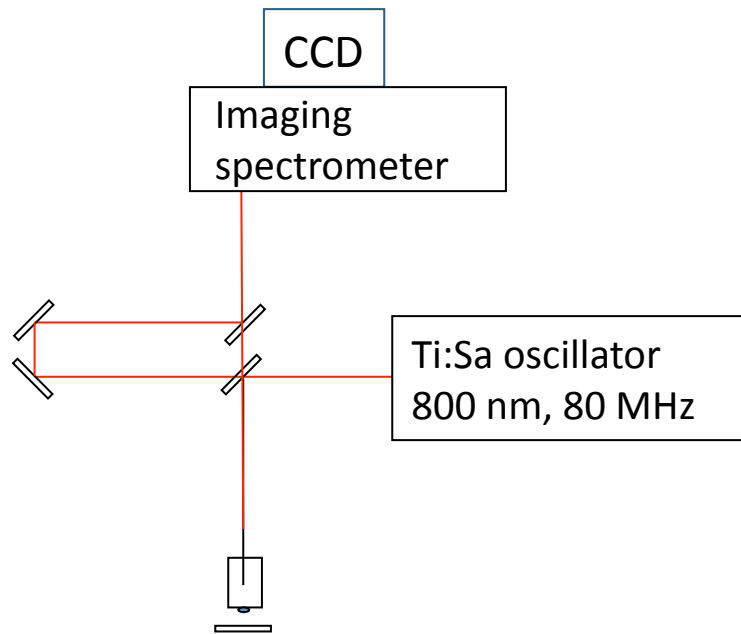 CCD
Imaging
spectrometer
Ti:Sa oscillator
800 nm, 80 MHz